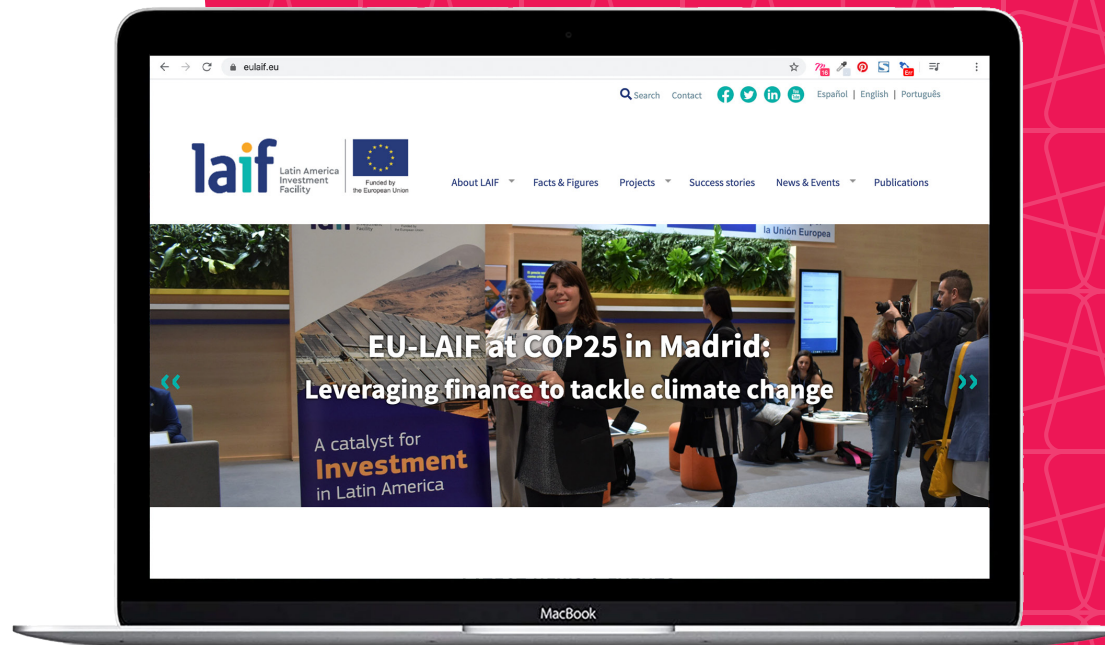 eulaif.eu
16
Err
Search Contact Español | English | Português
laif Latin America
Investment
Facility
Funded by
the European Union
About LAIF Facts & Figures Projects Success stories News & Events Publications
la Unión Europea
EU-LAIF at COP25 in Madrid:
Leveraging finance to tackle climate change
A catalyst for
Investment
in Latin America
MacBook